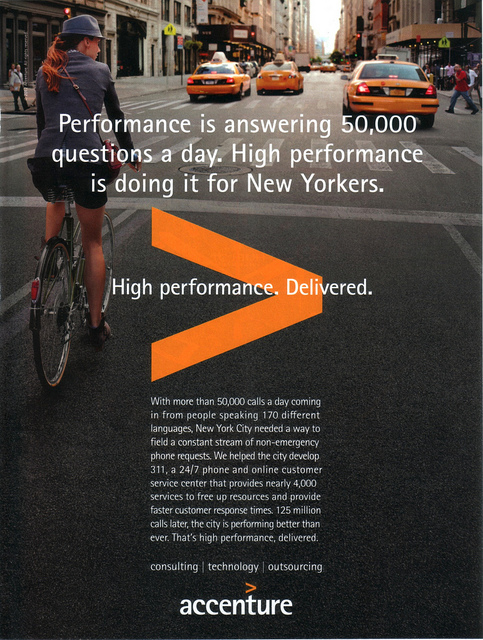 Performance is answering 50,000
questions a day. High performance
is doing it for New Yorkers.
High performance. Delivered.
With more than 50,000 calls a day coming
in from people speaking 170 different
languages, New York City needed a way to
field a constant stream of non-emergency
phone requests. We helped the city develop
311, a 24/7 phone and online customer
service center that provides nearly 4,000
services to free up resources and provide
faster customer response times. 125 million
calls later, the city is performing better than
ever. That's high performance, delivered.
consulting | technology | outsourcing
>
accenture